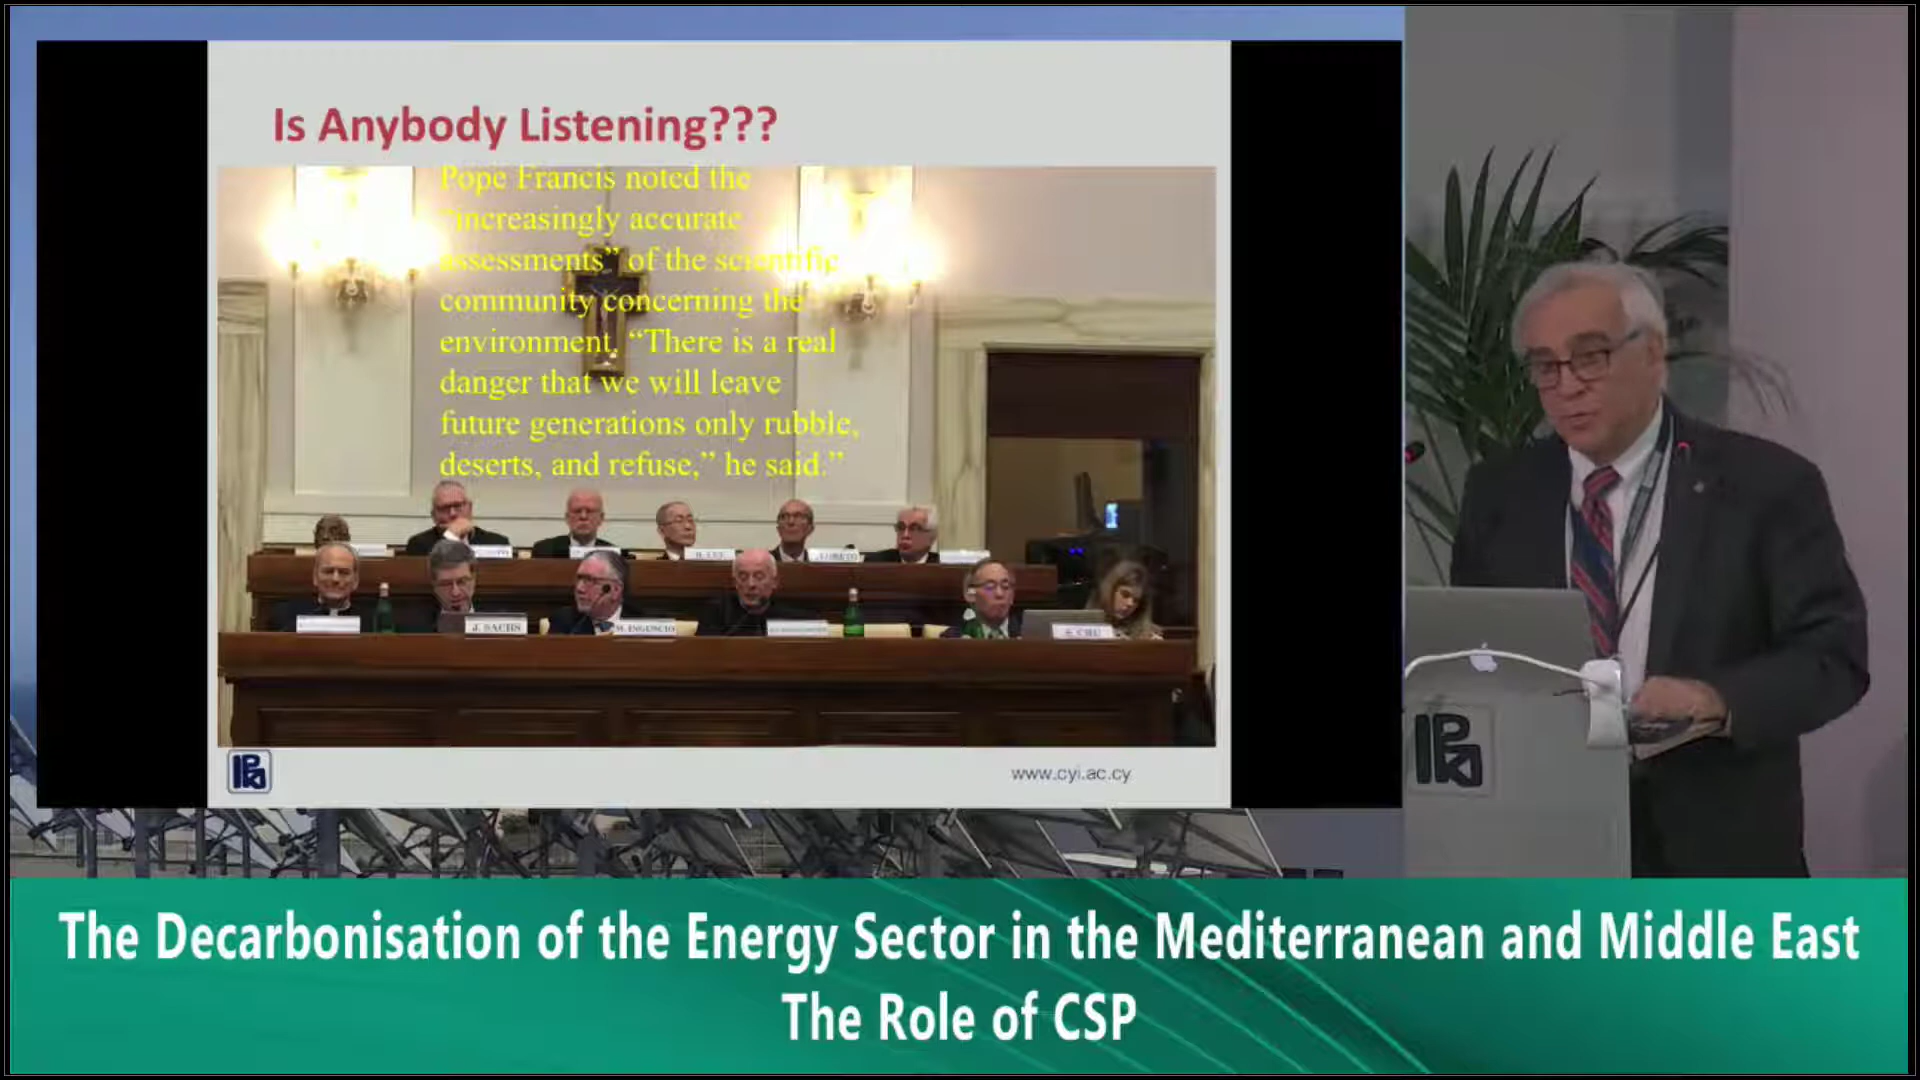 Is Anybody Listening???
Pope Francis noted the
“increasingly accurate
assessments” of the scientific
community concerning the
environment. “There is a real
danger that we will leave
future generations only rubble,
deserts, and refuse,” he said.”
J. SACHS
M. INGUSCIO
S. CHU
www.cyi.ac.cy
The Decarbonisation of the Energy Sector in the Mediterranean and Middle East
The Role of CSP